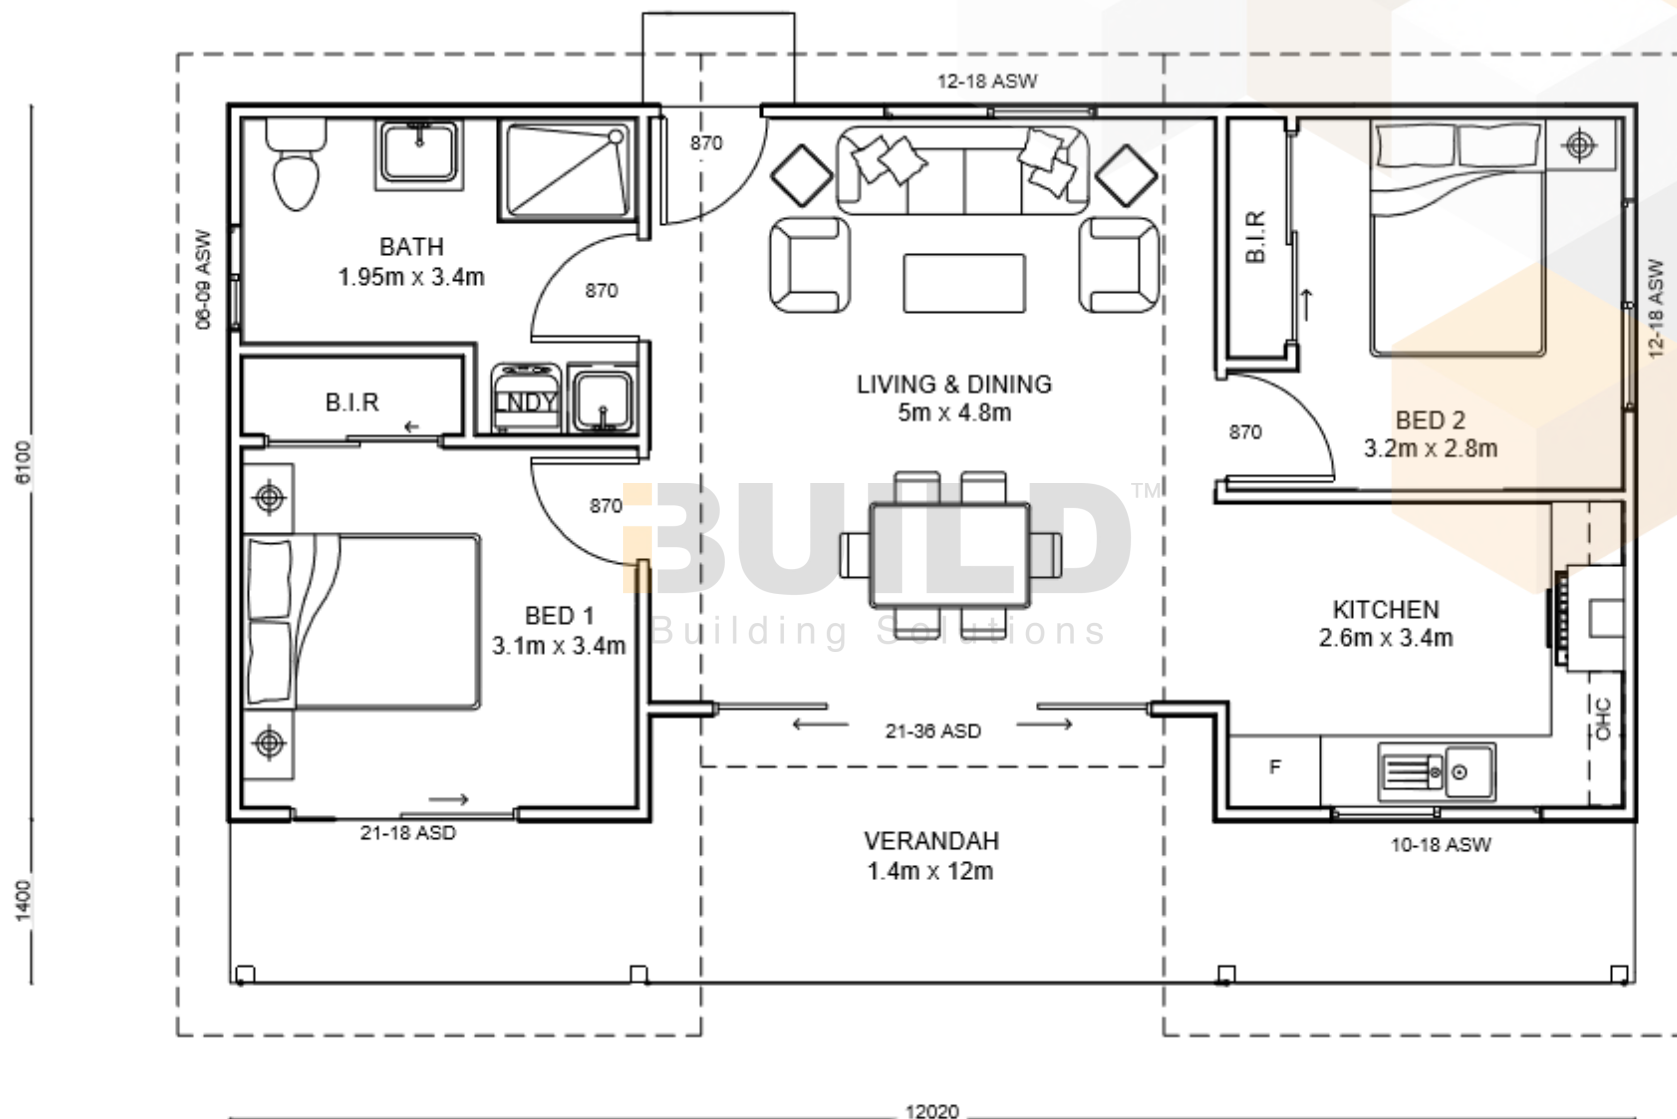 12-18 ASW
870
BATH
1.95m x 3.4m
06-09 ASW
870
B.I.R
12-18 ASW
LIVING & DINING
5m x 4.8m
B.I.R
LNDY
870
BED 2
3.2m x 2.8m
6100
870
iBUILD™
Building Solutions
BED 1
3.1m x 3.4m
KITCHEN
2.6m x 3.4m
OHC
21-36 ASD
F
21-18 ASD
VERANDAH
1.4m x 12m
10-18 ASW
1400
12020